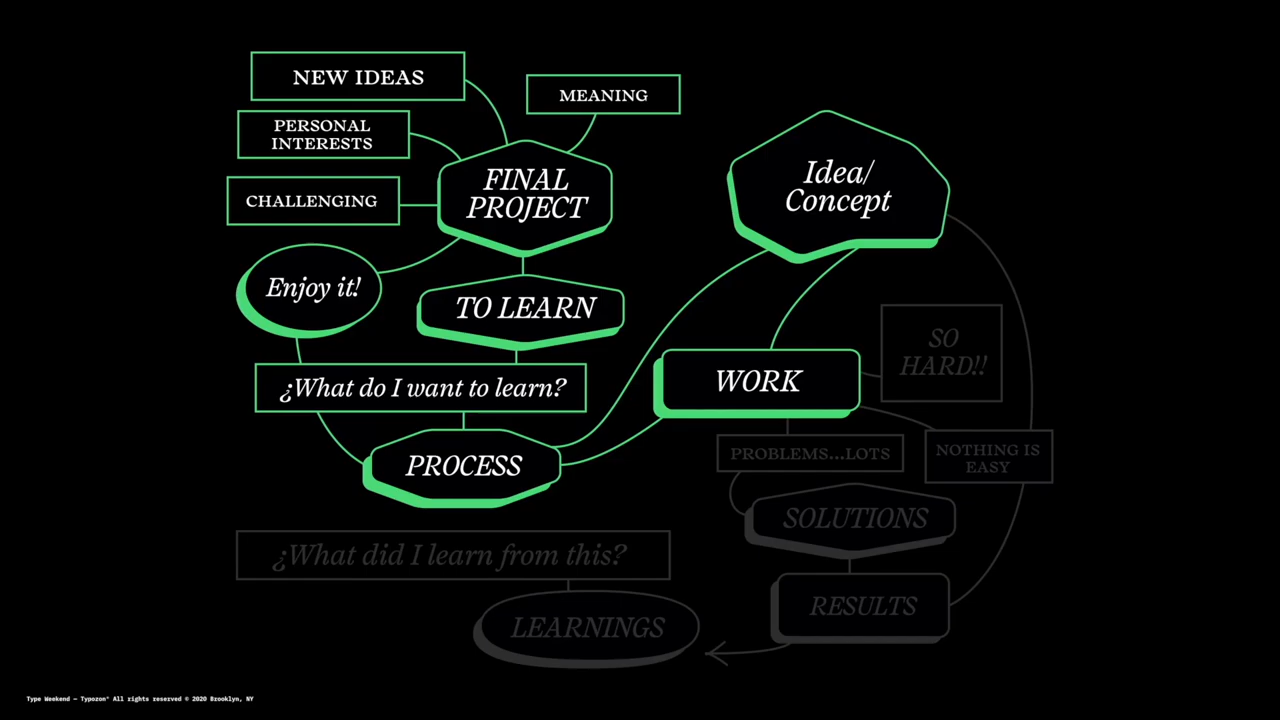 NEW IDEAS
MEANING
PERSONAL
INTERESTS
CHALLENGING
FINAL
PROJECT
Idea/
Concept
Enjoy it!
TO LEARN
¿What do I want to learn?
PROCESS
WORK
SO
HARD!!
PROBLEMS...LOTS
NOTHING IS
EASY
SOLUTIONS
RESULTS
¿What did I learn from this?
LEARNINGS
Type Weekend — Typozon® All rights reserved © 2020 Brooklyn, NY